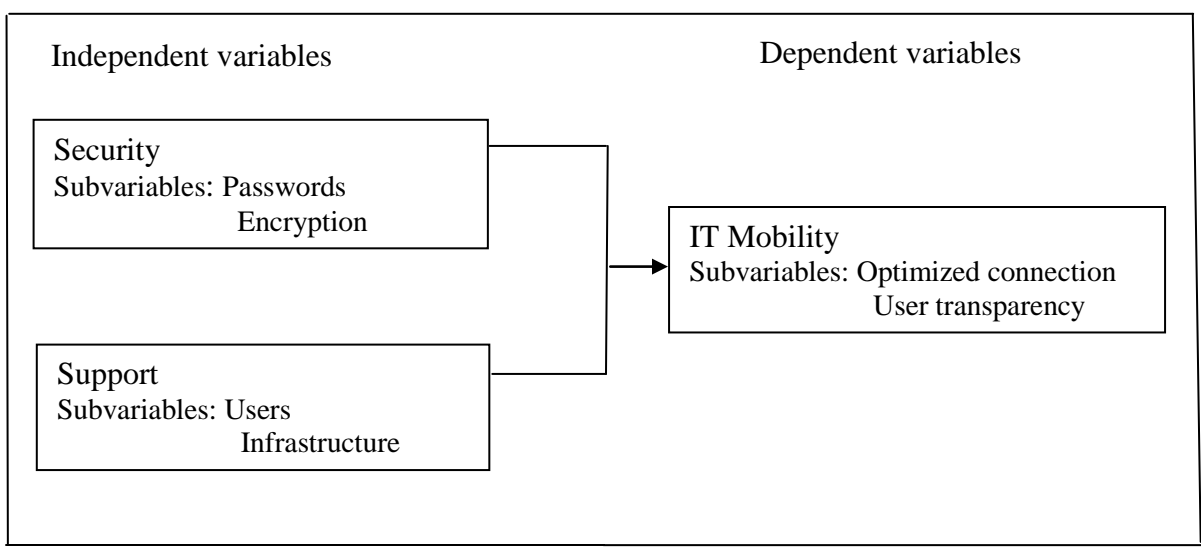 Independent variables
Dependent variables
Security
Subvariables: Passwords
Encryption
IT Mobility
Subvariables: Optimized connection
User transparency
Support
Subvariables: Users
Infrastructure